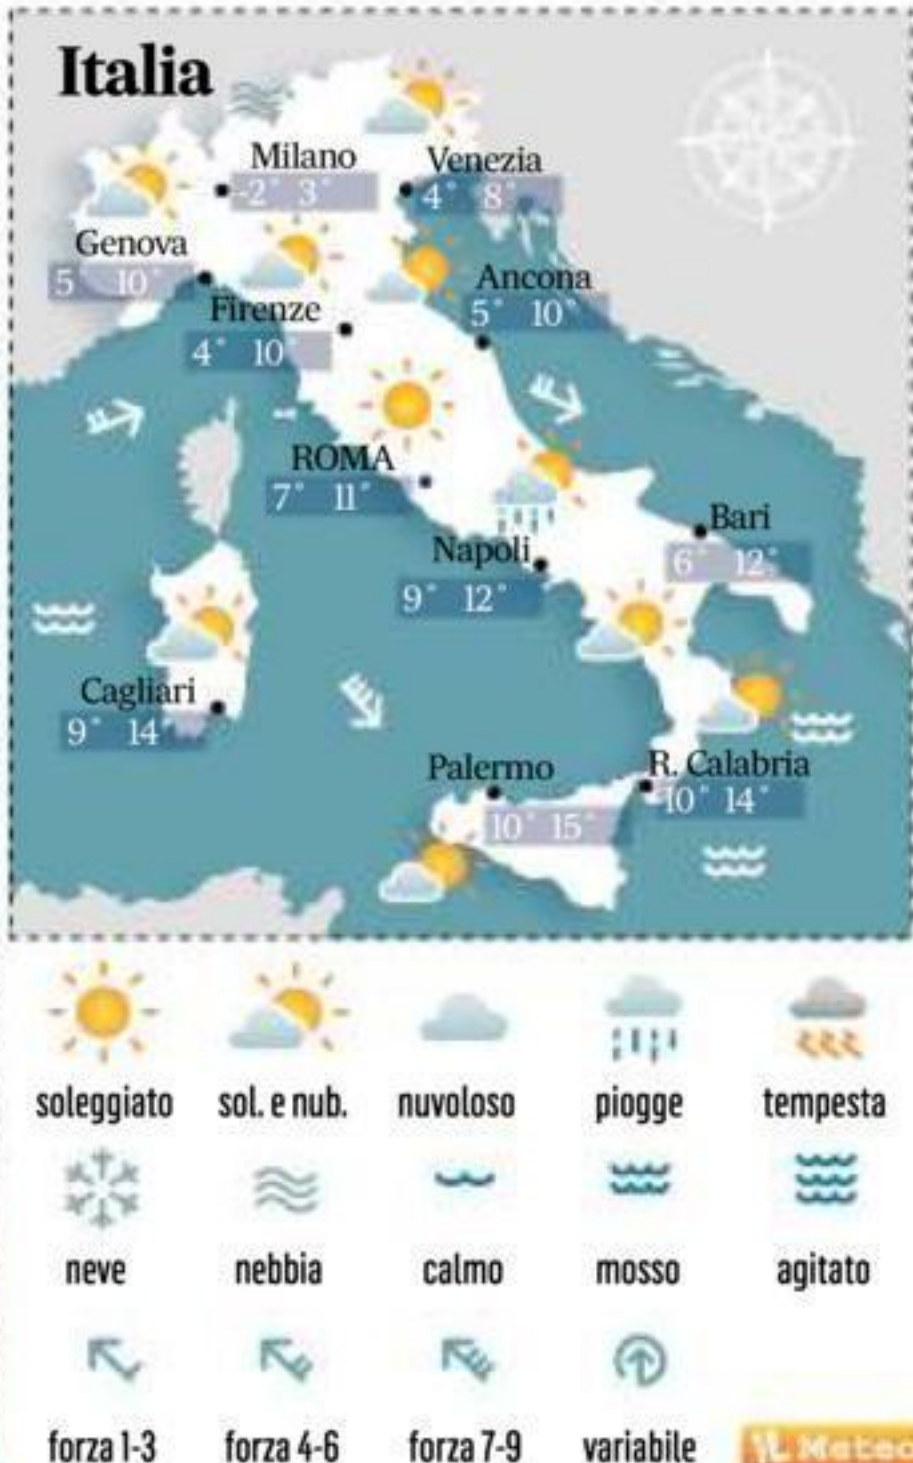 Italia
Milano
-2° 3°
Venezia
4° 8°
Genova
5 10°
Firenze
4° 10°
Ancona
5° 10°
ROMA
7° 11°
Napoli
9° 12°
Bari
6° 12°
Cagliari
9° 14°
Palermo
10° 15°
R. Calabria
10° 14°
soleggiato sol. e nub. nuvoloso piogge tempesta
neve nebbia calmo mosso agitato
forza 1-3 forza 4-6 forza 7-9 variabile
Meteo